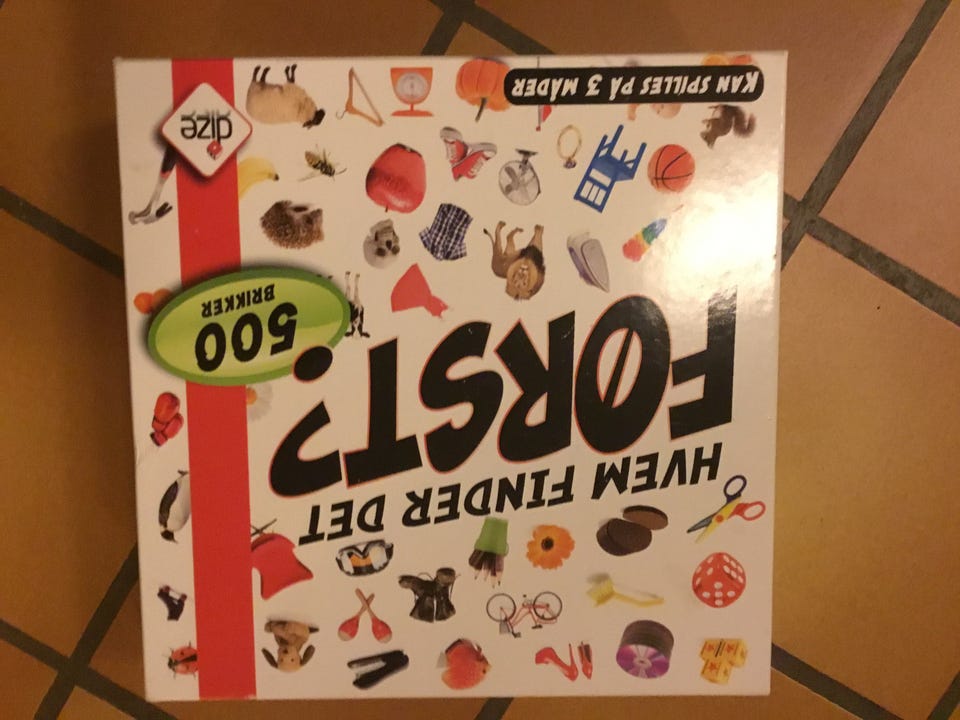 HVEM FINDER DET
FØRST?
500
BRIKKER
KAN SPILLES PÅ 3 MÅDER
dize